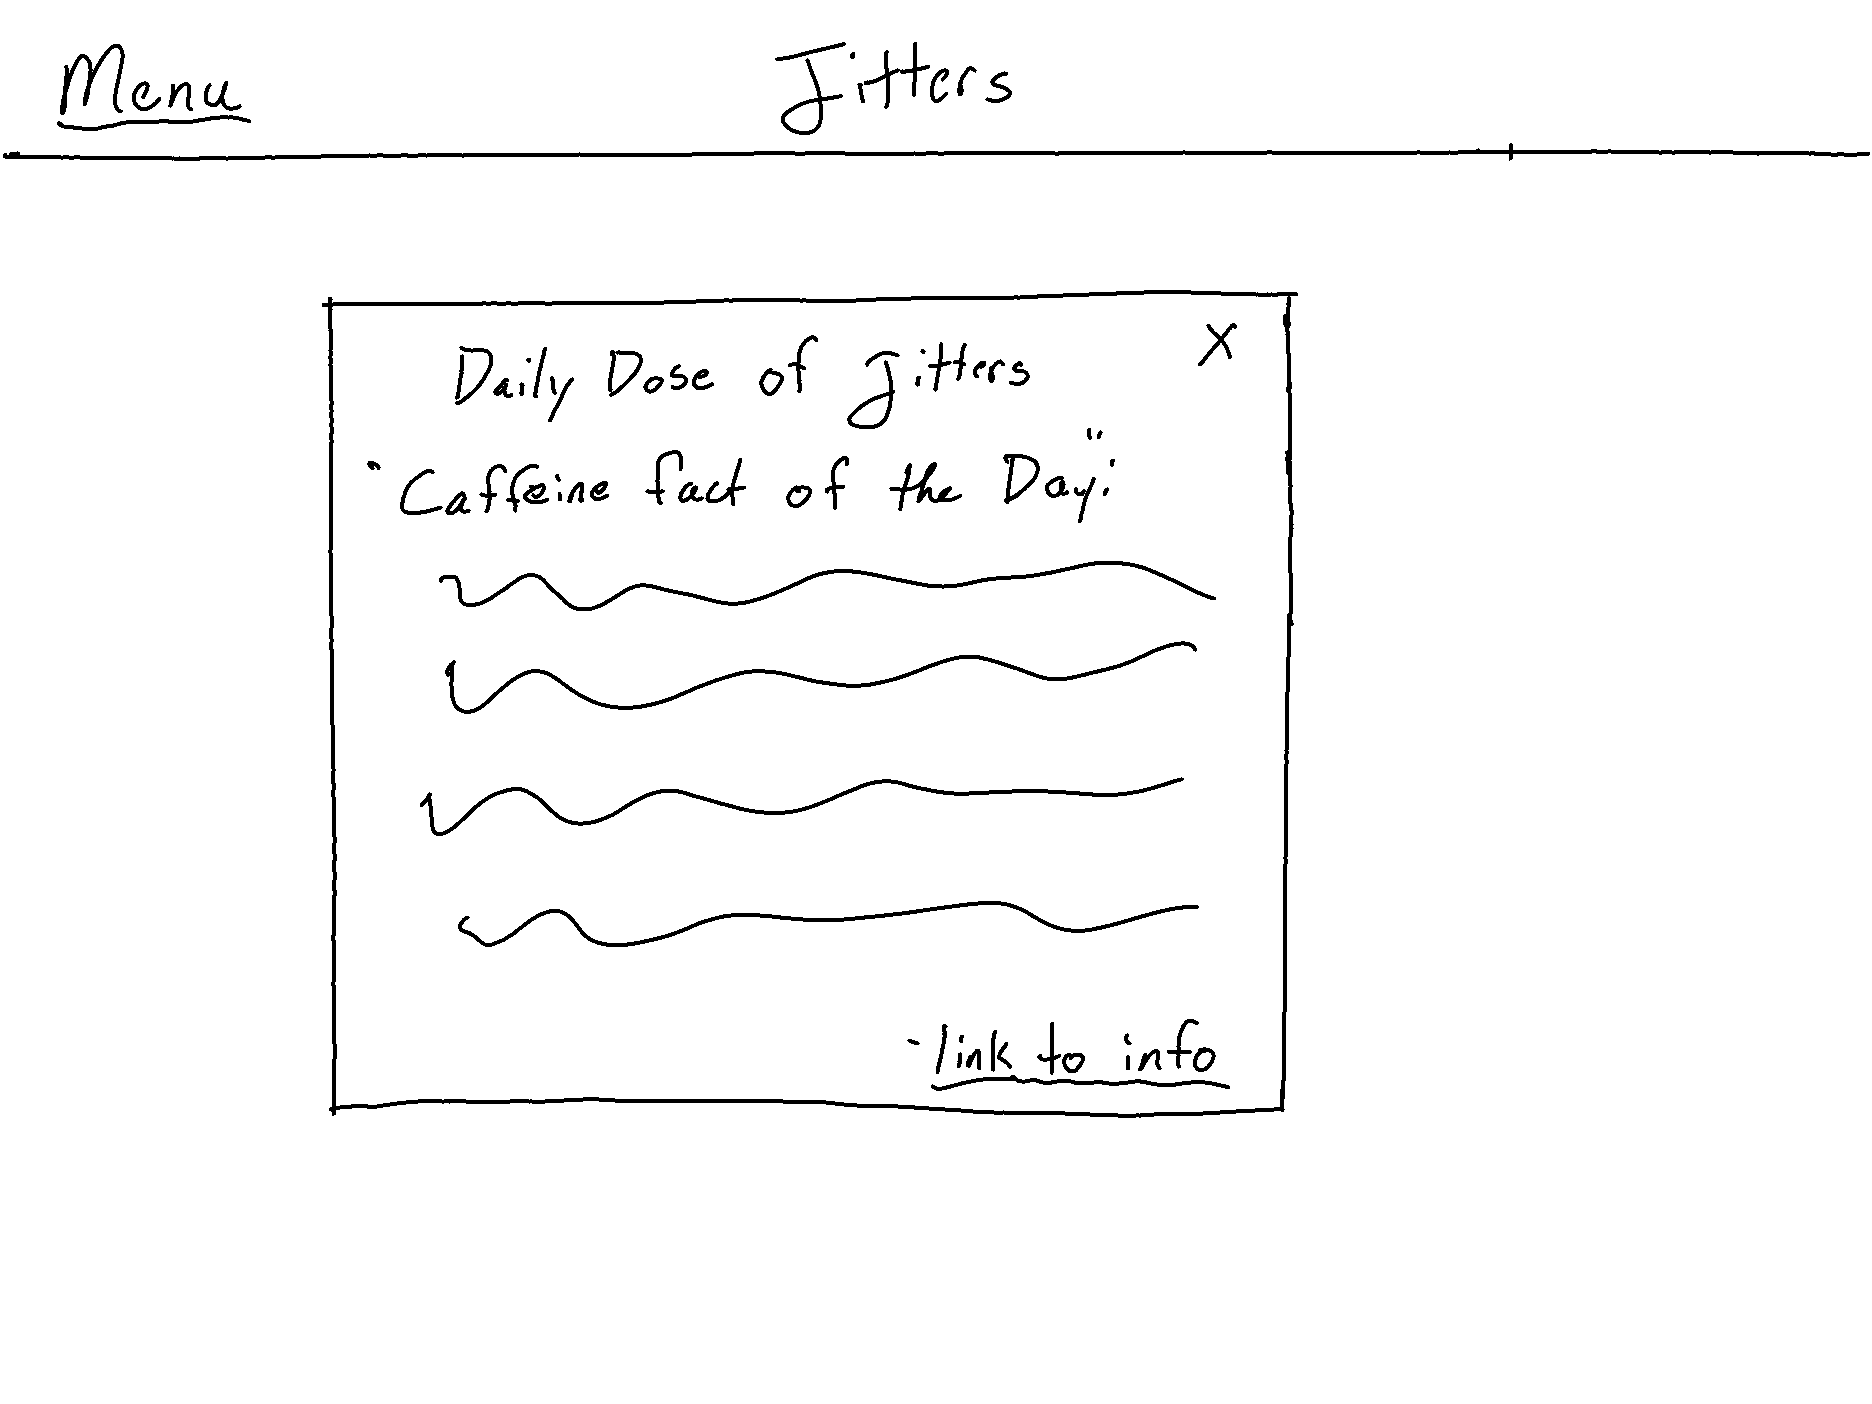 Menu
Jitters
X
Daily Dose of Jitters
"Caffeine fact of the Day":
-link to info